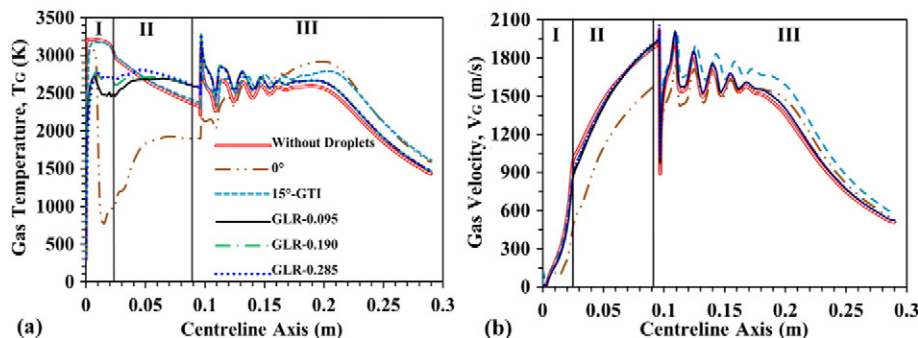 I II III
Gas Temperature, TG (K)
3500
3000
2500
2000
1500
1000
500
0
Without Droplets
0°
15°-GTI
GLR-0.095
GLR-0.190
GLR-0.285
0 0.05 0.1 0.15 0.2 0.25 0.3
(a) Centreline Axis (m)
I II III
Gas Velocity, VG (m/s)
2100
1800
1500
1200
900
600
300
0
0 0.05 0.1 0.15 0.2 0.25 0.3
(b) Centreline Axis (m)